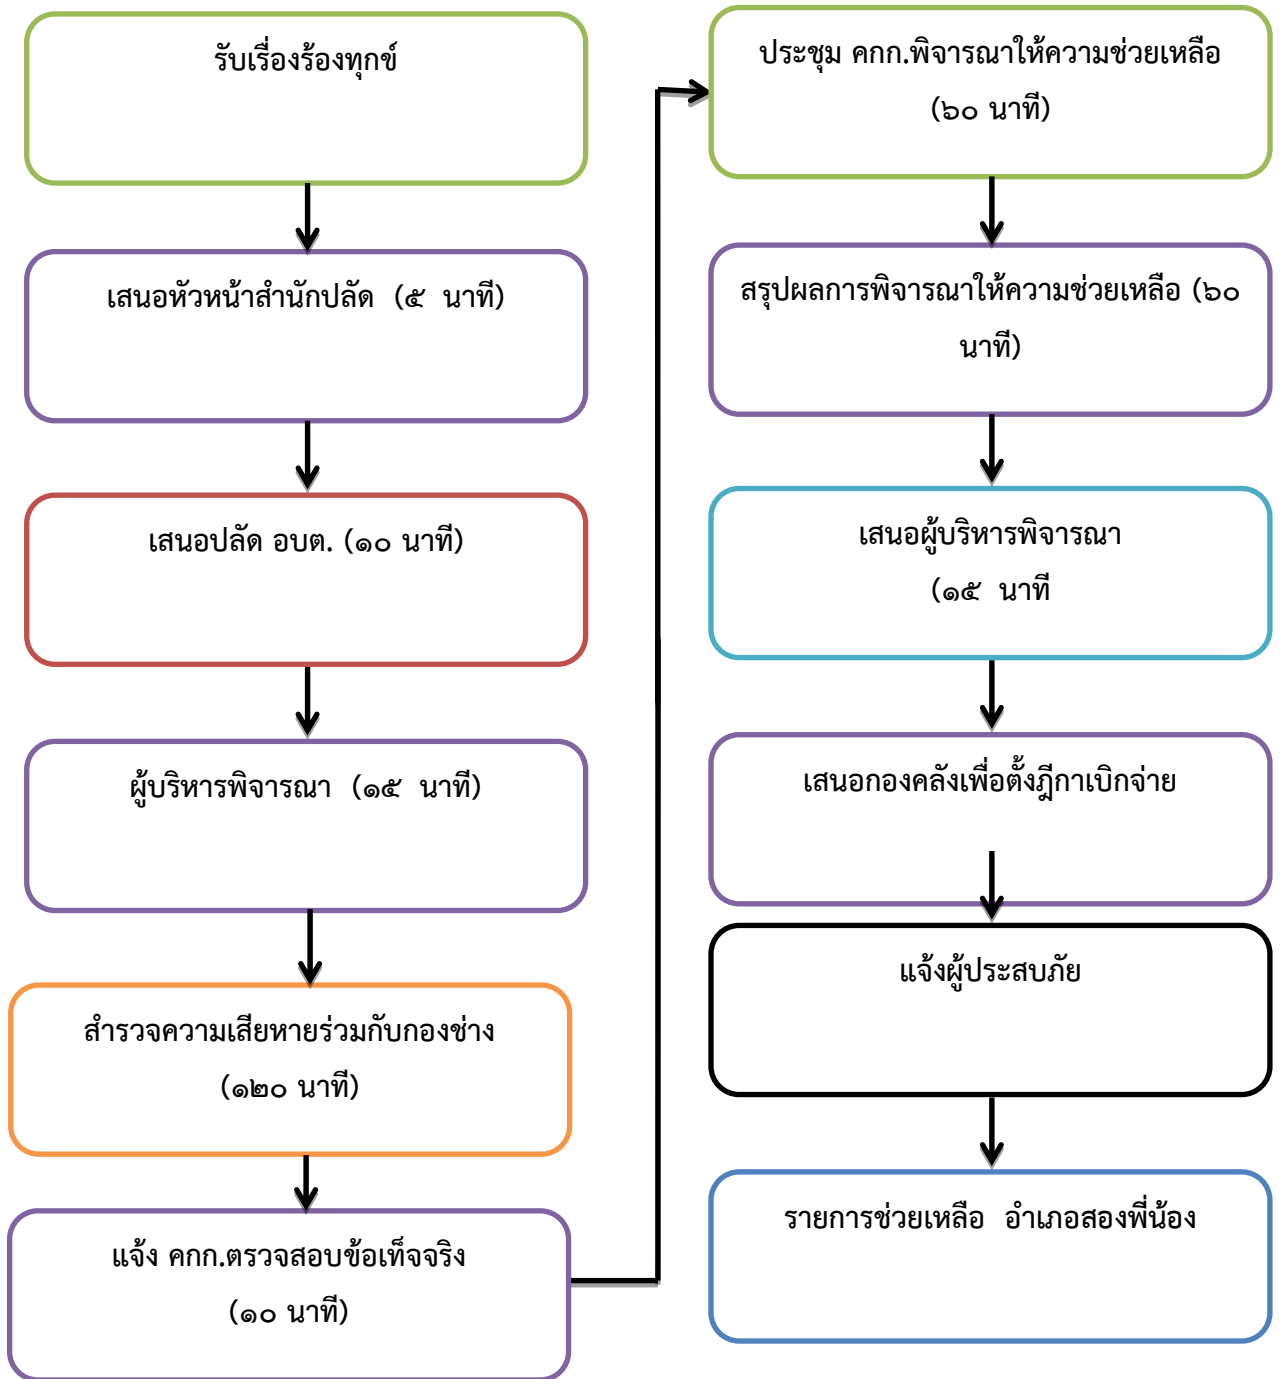 รับเรื่องร้องทุกข์
เสนอหัวหน้าสำนักปลัด (๕ นาที)
เสนอปลัด อบต. (๑๐ นาที)
ผู้บริหารพิจารณา (๑๕ นาที)
สำรวจความเสียหายร่วมกับกองช่าง
(๑๒๐ นาที)
แจ้ง คกก.ตรวจสอบข้อเท็จจริง
(๑๐ นาที)
ประชุม คกก.พิจารณาให้ความช่วยเหลือ
(๖๐ นาที)
สรุปผลการพิจารณาให้ความช่วยเหลือ (๖๐
นาที)
เสนอผู้บริหารพิจารณา
(๑๕ นาที
เสนอกองคลังเพื่อตั้งฎีกาเบิกจ่าย
แจ้งผู้ประสบภัย
รายการช่วยเหลือ อำเภอสองพี่น้อง